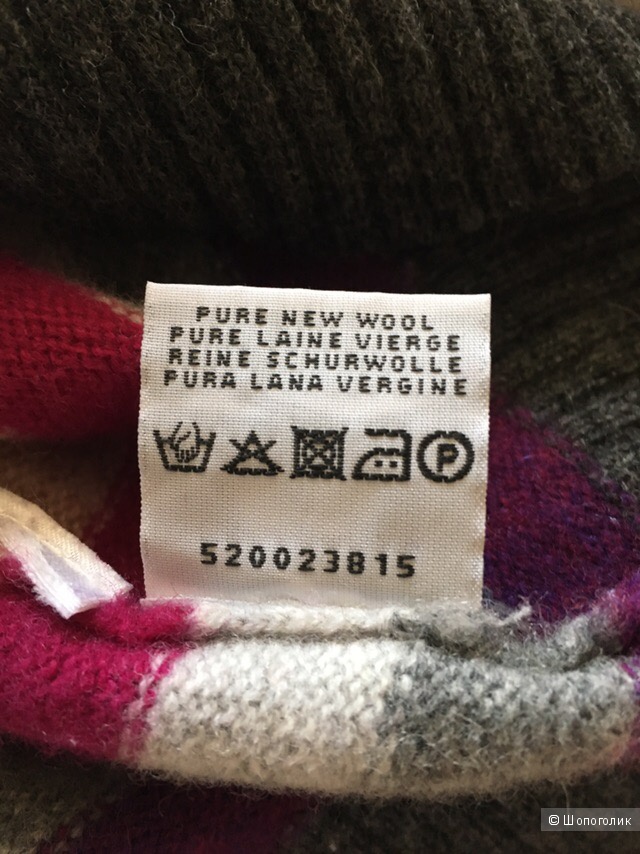 PURE NEW WOOL
PURE LAINE VIERGE
REINE SCHURWOLLE
PURA LANA VERGINE
P
520023815
© Шопоголик